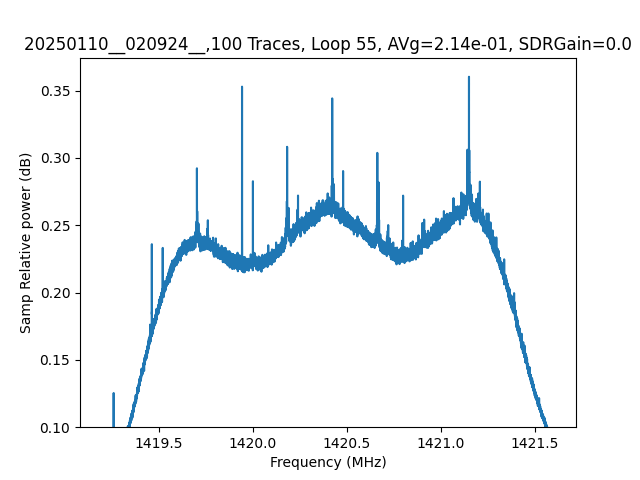 20250110__020924__,100 Traces, Loop 55, AVg=2.14e-01, SDRGain=0.0
0.35
0.30
0.25
0.20
0.15
0.10
Samp Relative power (dB)
1419.5 1420.0 1420.5 1421.0 1421.5
Frequency (MHz)